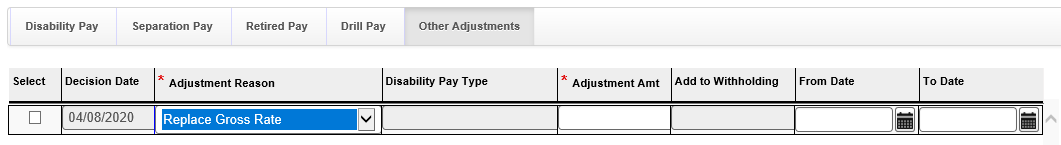 Disability Pay Separation Pay Retired Pay Drill Pay Other Adjustments
Select Decision Date * Adjustment Reason Disability Pay Type * Adjustment Amt Add to Withholding From Date To Date
04/08/2020 Replace Gross Rate